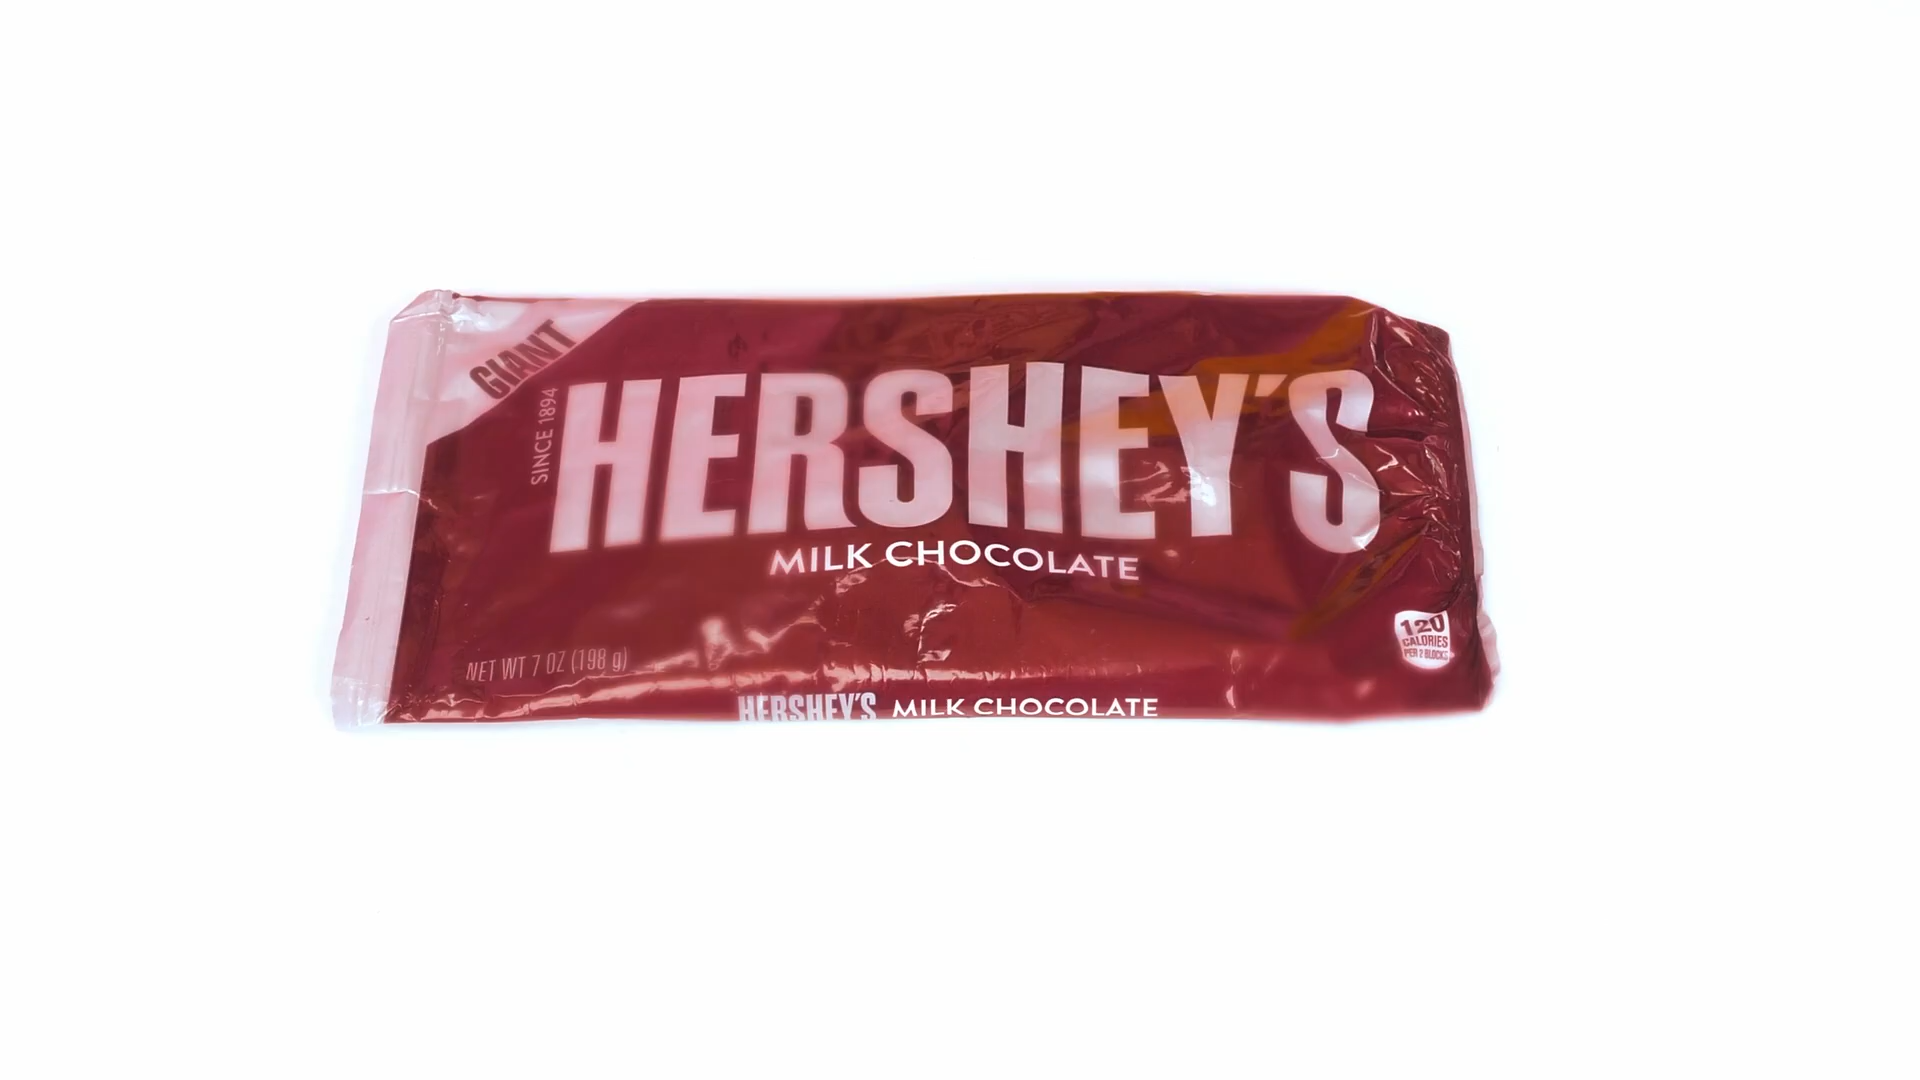 GIANT
SINCE 1894
HERSHEY'S
MILK CHOCOLATE
NET WT 7 OZ (198 g)
120
CALORIES
PER 2 BLOCKS
HERSHEY'S MILK CHOCOLATE